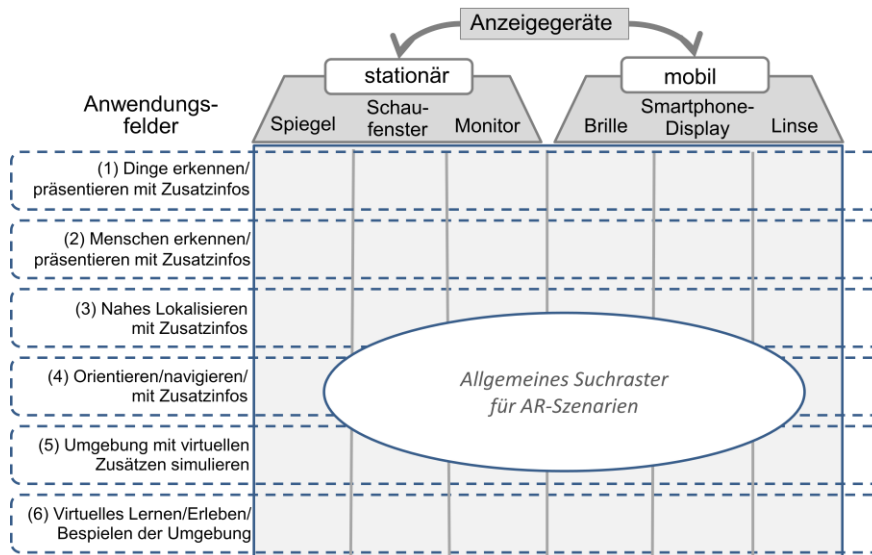 Anzeigegeräte
stationär
mobil
Anwendungs-
felder
Spiegel
Schau-
fenster
Monitor
Brille
Smartphone-
Display
Linse
(1) Dinge erkennen/
präsentieren mit Zusatzinfos
(2) Menschen erkennen/
präsentieren mit Zusatzinfos
(3) Nahes Lokalisieren
mit Zusatzinfos
(4) Orientieren/navigieren/
mit Zusatzinfos
(5) Umgebung mit virtuellen
Zusätzen simulieren
(6) Virtuelles Lernen/Erleben/
Bespielen der Umgebung
Allgemeines Suchraster
für AR-Szenarien